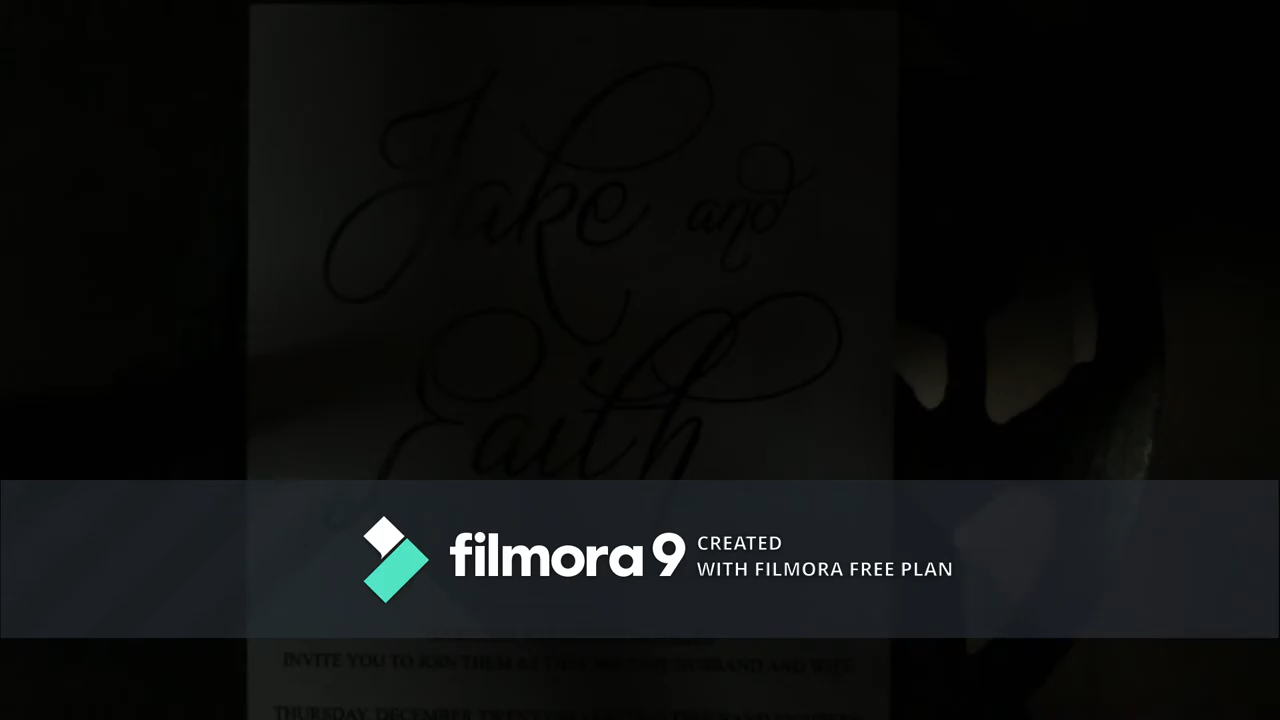 Jake and
Faith
filmora9 CREATED
WITH FILMORA FREE PLAN
INVITE YOU TO JOIN THEM AS THEY BECOME HUSBAND AND WIFE
THURSDAY, DECEMBER